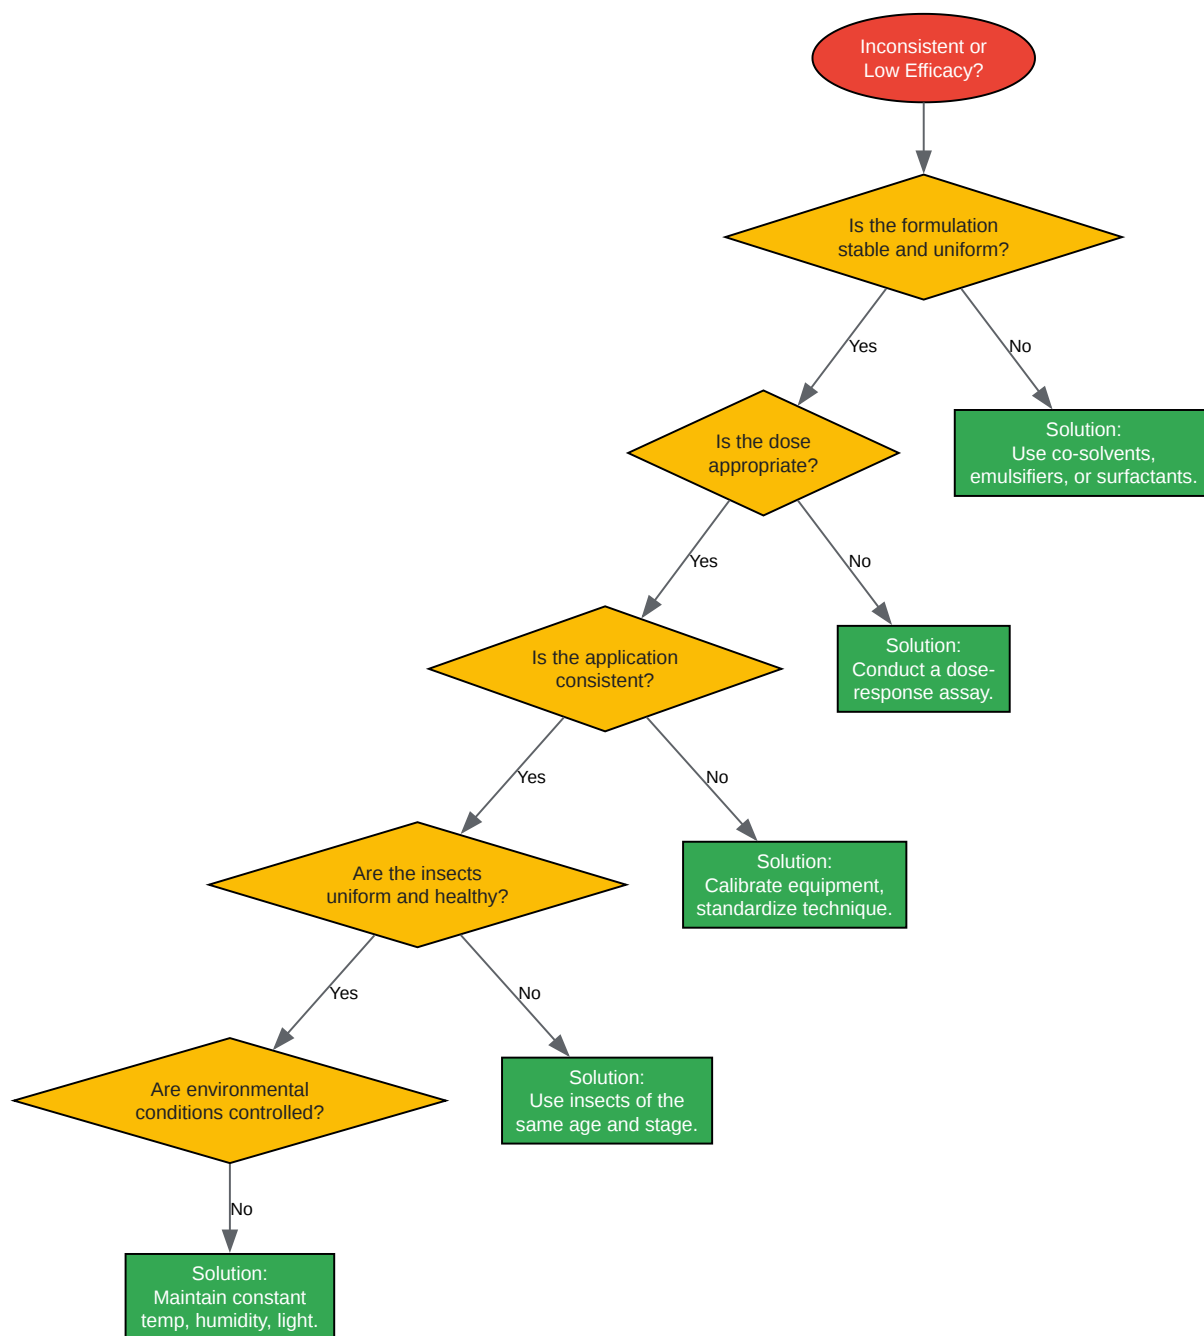 Inconsistent or
Low Efficacy?
Is the formulation
stable and uniform?
Yes
No
Is the dose
appropriate?
Solution:
Use co-solvents,
emulsifiers, or surfactants.
Yes
No
Is the application
consistent?
Solution:
Conduct a dose-
response assay.
Yes
No
Are the insects
uniform and healthy?
Solution:
Calibrate equipment,
standardize technique.
Yes
No
Are environmental
conditions controlled?
Solution:
Use insects of the
same age and stage.
No
Solution:
Maintain constant
temp, humidity, light.